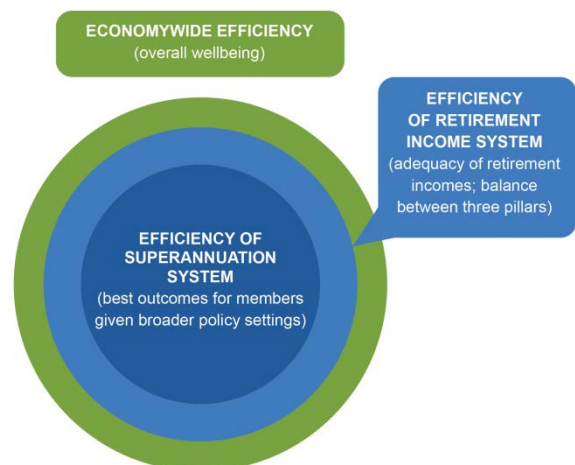 ECONOMYWIDE EFFICIENCY
(overall wellbeing)
EFFICIENCY
OF RETIREMENT
INCOME SYSTEM
(adequacy of retirement
incomes; balance
between three pillars)
EFFICIENCY OF
SUPERANNUATION
SYSTEM
(best outcomes for members
given broader policy settings)